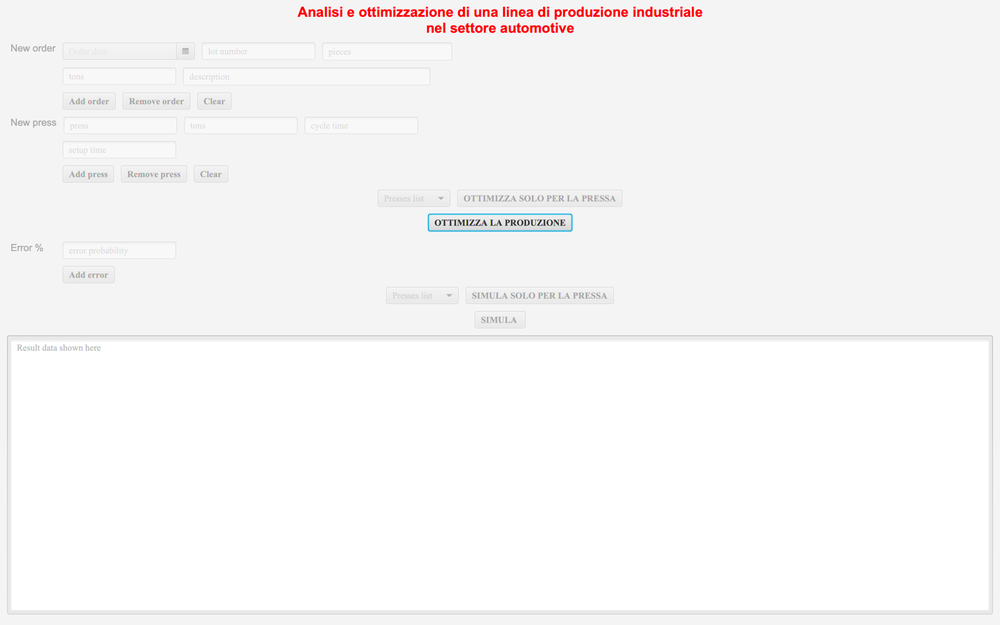 Analisi e ottimizzazione di una linea di produzione industriale
nel settore automotive
New order Order date lot number pieces
tons description
Add order Remove order Clear
New press press tons cycle time
setup time
Add press Remove press Clear
Presses list OTTIMIZZA SOLO PER LA PRESSA
OTTIMIZZA LA PRODUZIONE
Error % error probability
Add error
Presses list SIMULA SOLO PER LA PRESSA
SIMULA
Result data shown here